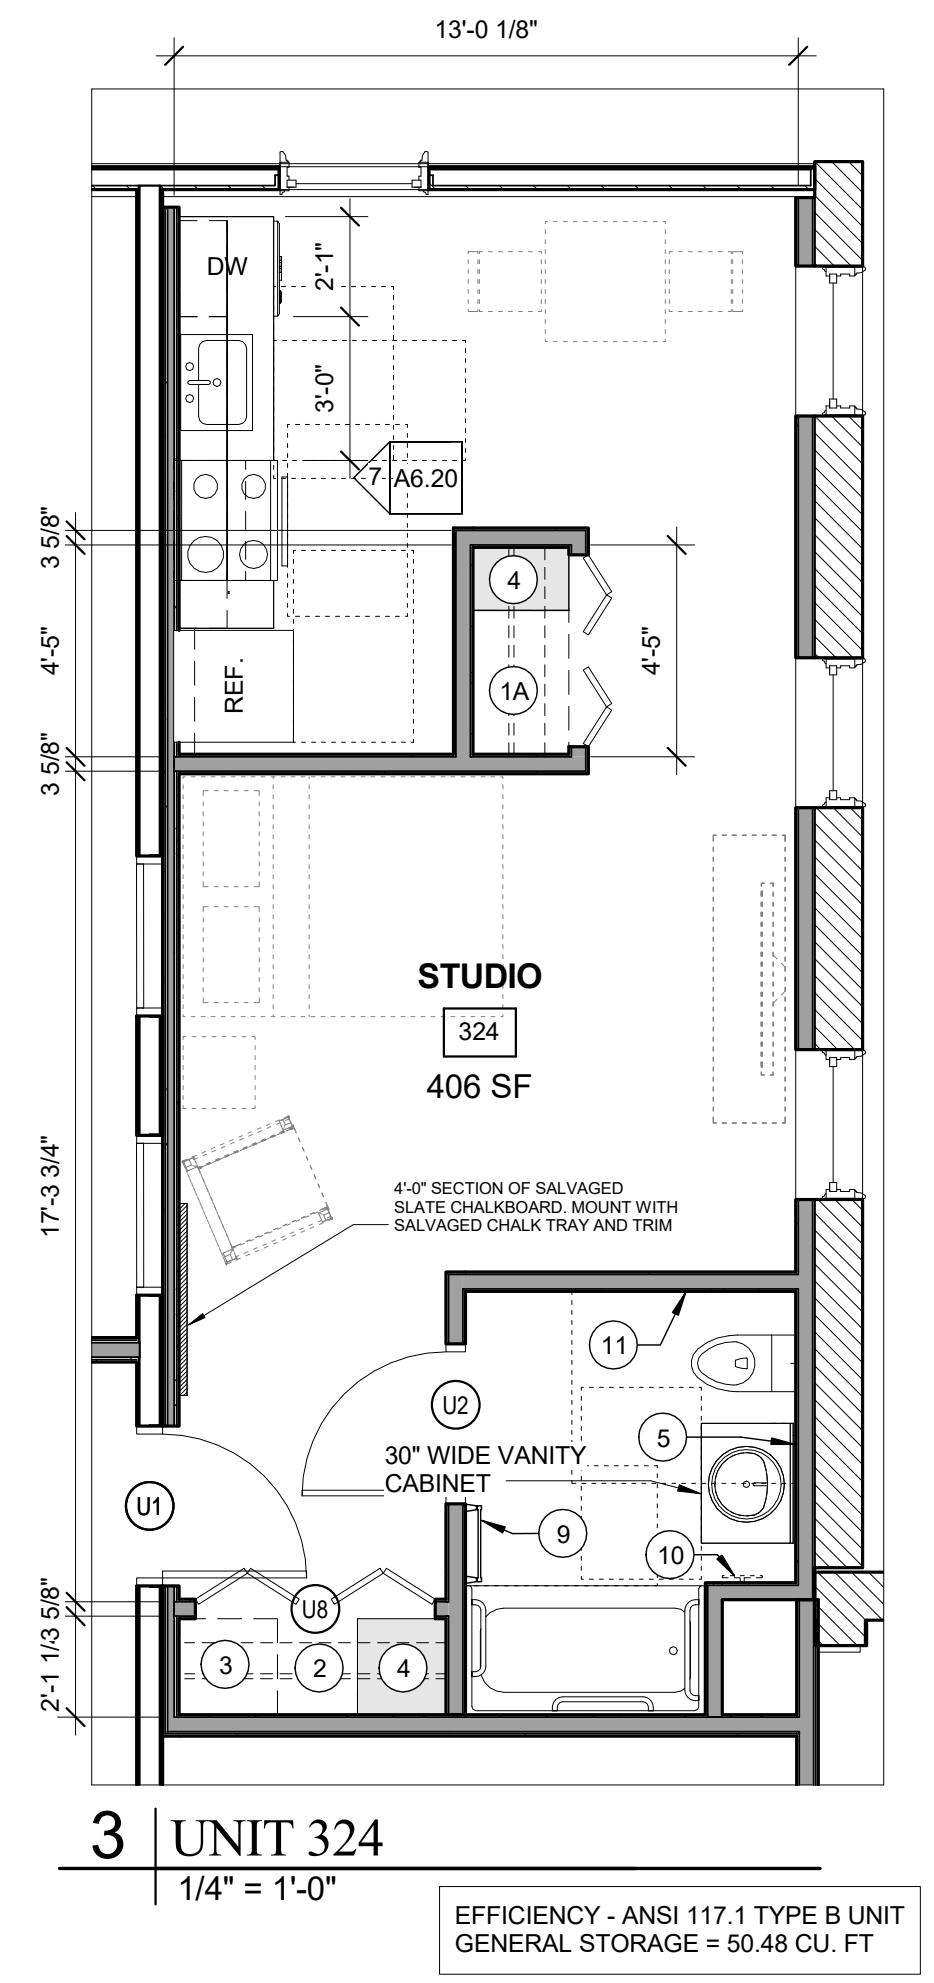 13'-0 1/8"
DW
2'-1"
3'-0"
7
A6.20
3 5/8"
4
4'-5"
4'-5"
1A
REF.
3 5/8"
STUDIO
324
406 SF
17'-3 3/4"
4'-0" SECTION OF SALVAGED
SLATE CHALKBOARD. MOUNT WITH
SALVAGED CHALK TRAY AND TRIM
11
U2
5
30" WIDE VANITY
CABINET
U1
9
10
3 5/8"
U8
2'-1 1/4"
3
2
4
3
UNIT 324
1/4" = 1'-0"
EFFICIENCY - ANSI 117.1 TYPE B UNIT
GENERAL STORAGE = 50.48 CU. FT